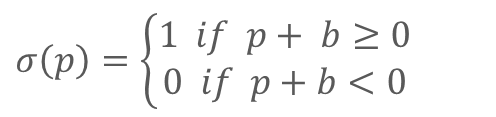 σ(p) = {1 if p + b ≥ 0
0 if p + b < 0